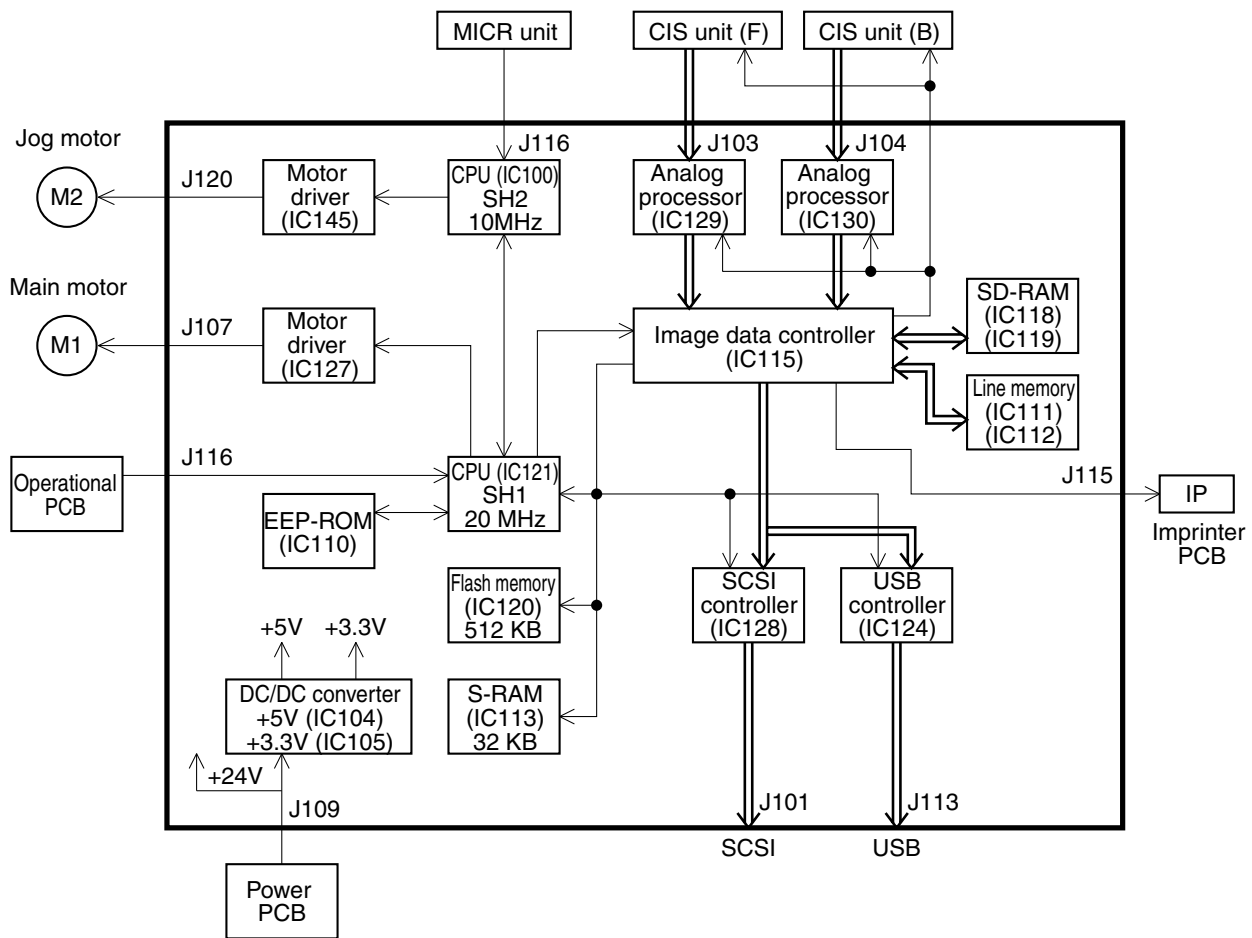 MICR unit
CIS unit (F)
CIS unit (B)
Jog motor
M2
J120
Motor
driver
(IC145)
J116
CPU (IC100)
SH2
10MHz
J103
Analog
processor
(IC129)
J104
Analog
processor
(IC130)
Main motor
M1
J107
Motor
driver
(IC127)
Image data controller
(IC115)
SD-RAM
(IC118)
(IC119)
Line memory
(IC111)
(IC112)
Operational
PCB
J116
CPU (IC121)
SH1
20 MHz
EEP-ROM
(IC110)
J115
IP
Imprinter
PCB
Flash memory
(IC120)
512 KB
SCSI
controller
(IC128)
USB
controller
(IC124)
+5V
+3.3V
DC/DC converter
+5V (IC104)
+3.3V (IC105)
S-RAM
(IC113)
32 KB
+24V
J109
J101
J113
SCSI
USB
Power
PCB